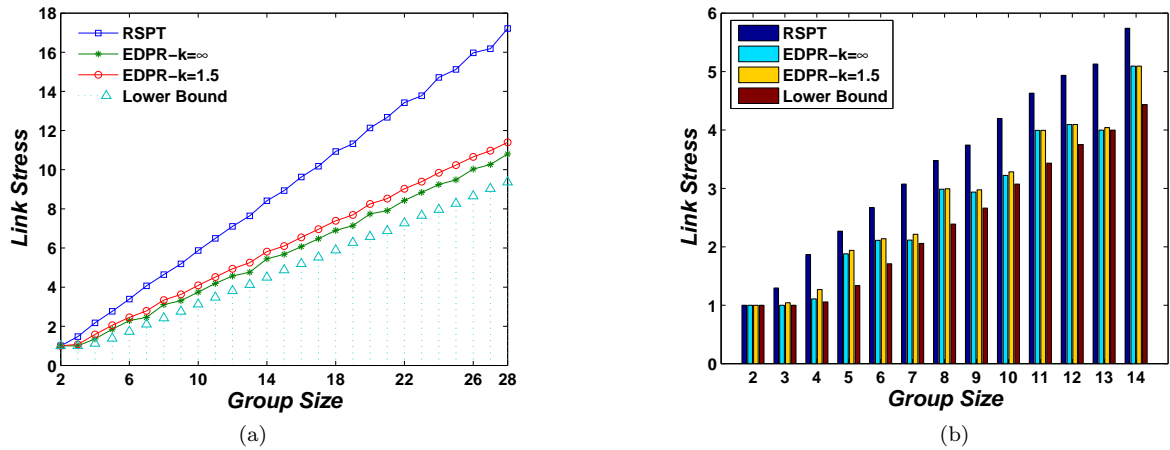 18
16
14
12
10
8
6
4
2
0
Link Stress
RSPT
EDPR-k=∞
EDPR-k=1.5
Lower Bound
2 6 10 14 18 22 26 28
Group Size
(a)
6
5
4
3
2
1
0
Link Stress
RSPT
EDPR-k=∞
EDPR-k=1.5
Lower Bound
2 3 4 5 6 7 8 9 10 11 12 13 14
Group Size
(b)